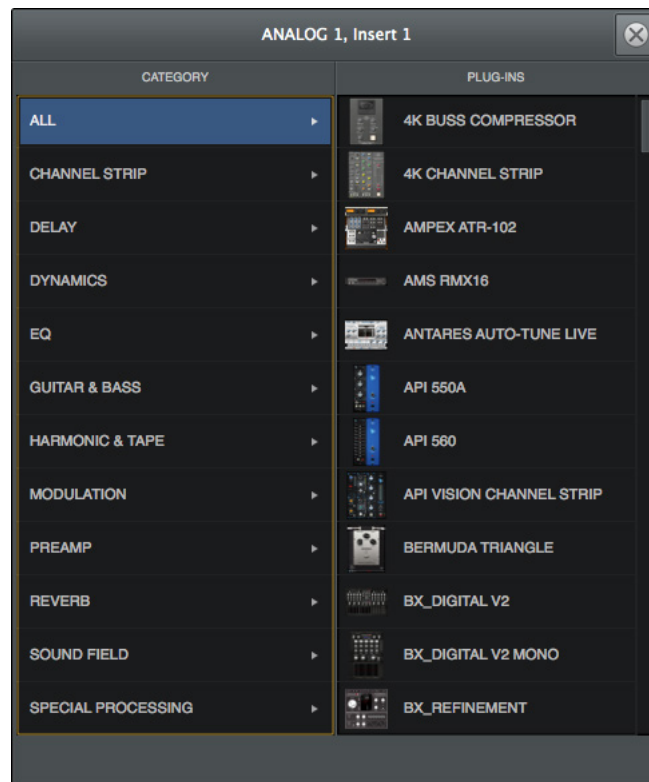 ANALOG 1, Insert 1
CATEGORY
PLUG-INS
ALL
CHANNEL STRIP
DELAY
DYNAMICS
EQ
GUITAR & BASS
HARMONIC & TAPE
MODULATION
PREAMP
REVERB
SOUND FIELD
SPECIAL PROCESSING
4K BUSS COMPRESSOR
4K CHANNEL STRIP
AMPEX ATR-102
AMS RMX16
ANTARES AUTO-TUNE LIVE
API 550A
API 560
API VISION CHANNEL STRIP
BERMUDA TRIANGLE
BX_DIGITAL V2
BX_DIGITAL V2 MONO
BX_REFINEMENT